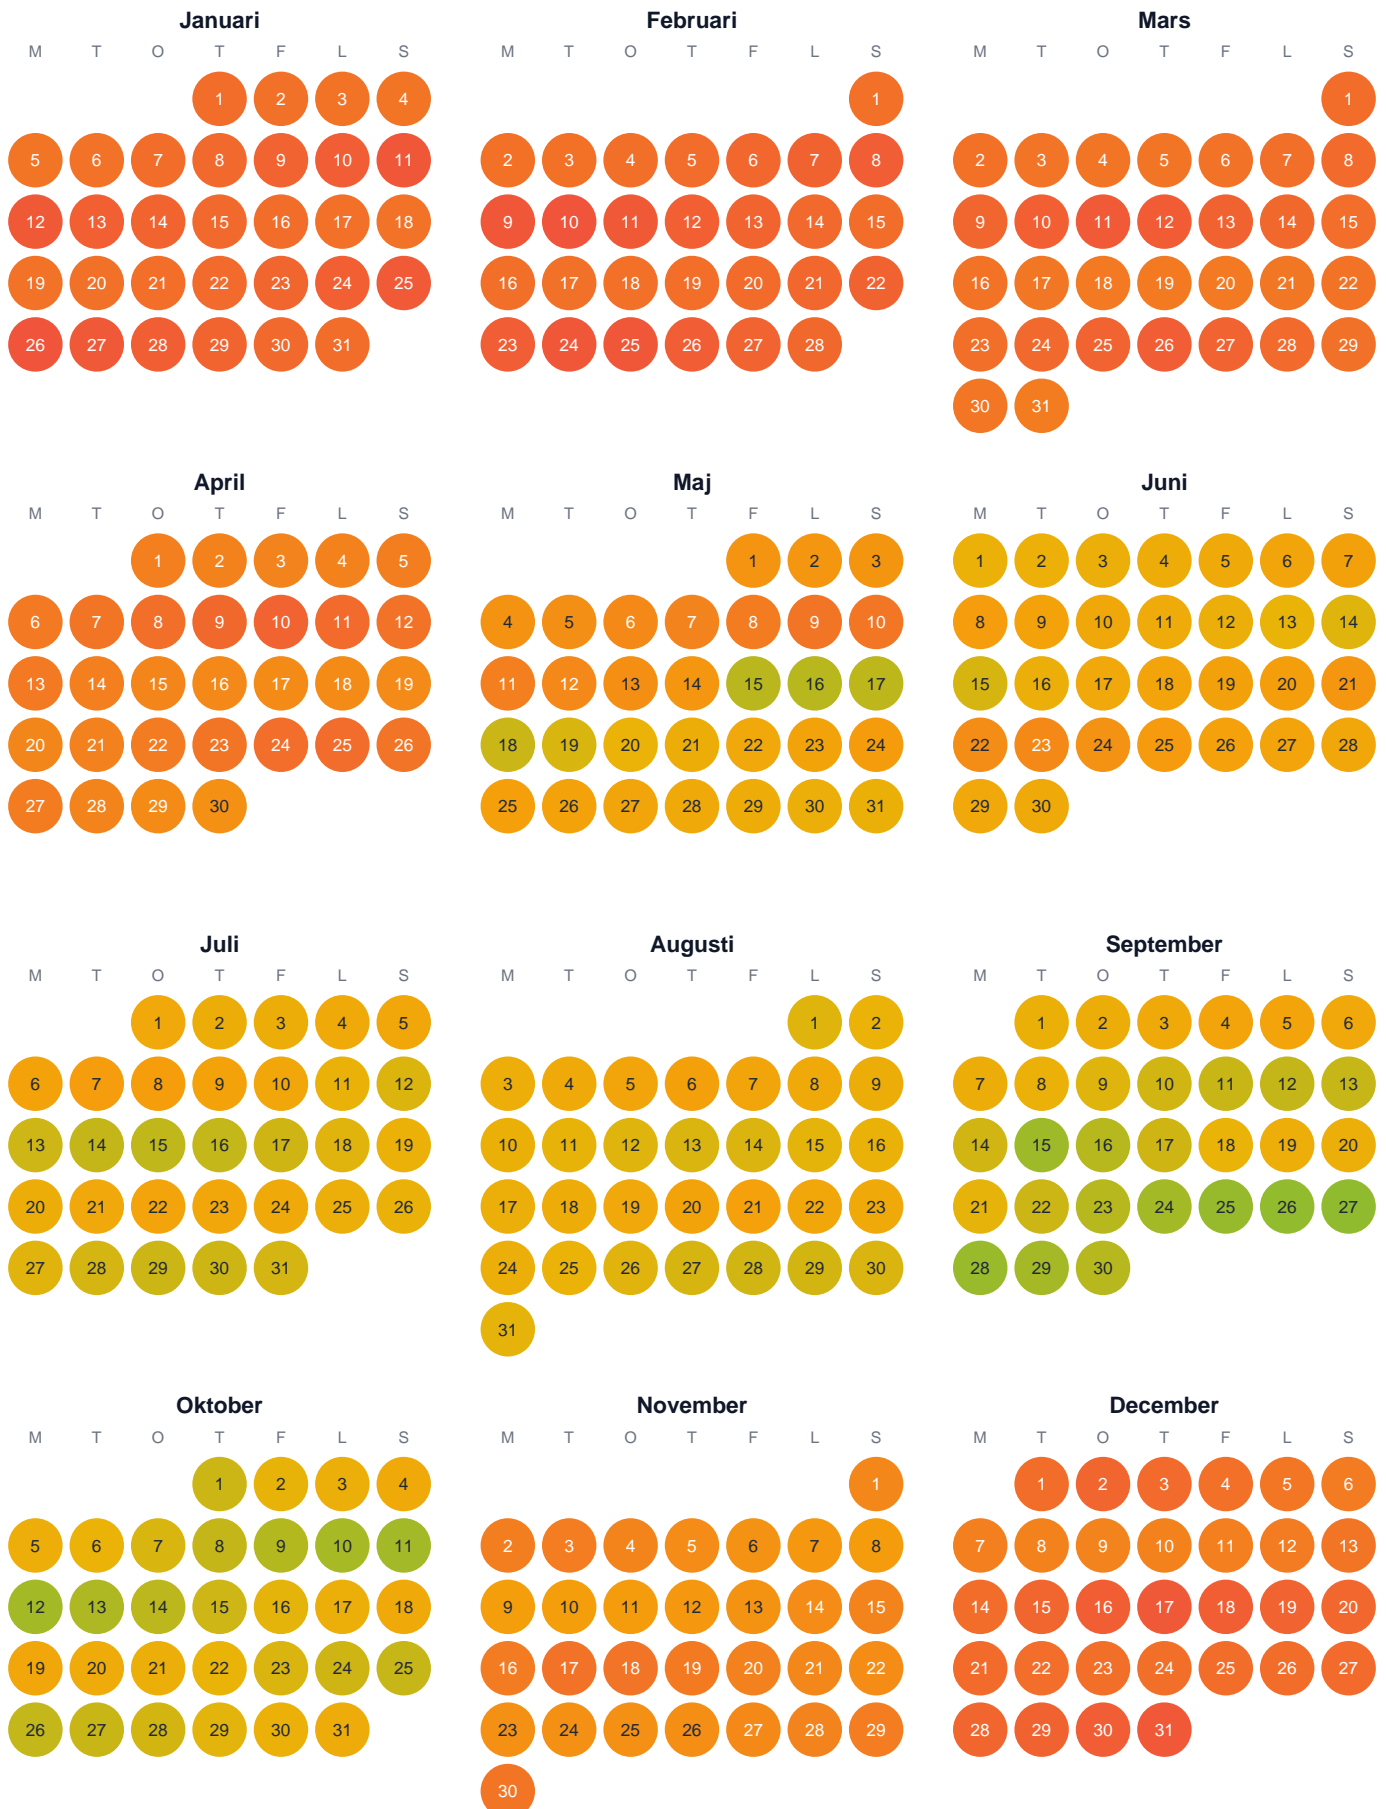 Januari Februari Mars
M T O T F L S M T O T F L S M T O T F L S
1 2 3 4 1 1
5 6 7 8 9 10 11 2 3 4 5 6 7 8 2 3 4 5 6 7 8
12 13 14 15 16 17 18 9 10 11 12 13 14 15 9 10 11 12 13 14 15
19 20 21 22 23 24 25 16 17 18 19 20 21 22 16 17 18 19 20 21 22
26 27 28 29 30 31 23 24 25 26 27 28 23 24 25 26 27 28 29
30 31
April Maj Juni
M T O T F L S M T O T F L S M T O T F L S
1 2 3 4 5 1 2 3 1 2 3 4 5 6 7
6 7 8 9 10 11 12 4 5 6 7 8 9 10 8 9 10 11 12 13 14
13 14 15 16 17 18 19 11 12 13 14 15 16 17 15 16 17 18 19 20 21
20 21 22 23 24 25 26 18 19 20 21 22 23 24 22 23 24 25 26 27 28
27 28 29 30 25 26 27 28 29 30 31 29 30
Juli Augusti September
M T O T F L S M T O T F L S M T O T F L S
1 2 3 4 5 1 2 1 2 3 4 5 6
6 7 8 9 10 11 12 3 4 5 6 7 8 9 7 8 9 10 11 12 13
13 14 15 16 17 18 19 10 11 12 13 14 15 16 14 15 16 17 18 19 20
20 21 22 23 24 25 26 17 18 19 20 21 22 23 21 22 23 24 25 26 27
27 28 29 30 31 24 25 26 27 28 29 30 28 29 30
31
Oktober November December
M T O T F L S M T O T F L S M T O T F L S
1 2 3 4 1 1 2 3 4 5 6
5 6 7 8 9 10 11 2 3 4 5 6 7 8 7 8 9 10 11 12 13
12 13 14 15 16 17 18 9 10 11 12 13 14 15 14 15 16 17 18 19 20
19 20 21 22 23 24 25 16 17 18 19 20 21 22 21 22 23 24 25 26 27
26 27 28 29 30 31 23 24 25 26 27 28 29 28 29 30 31
30